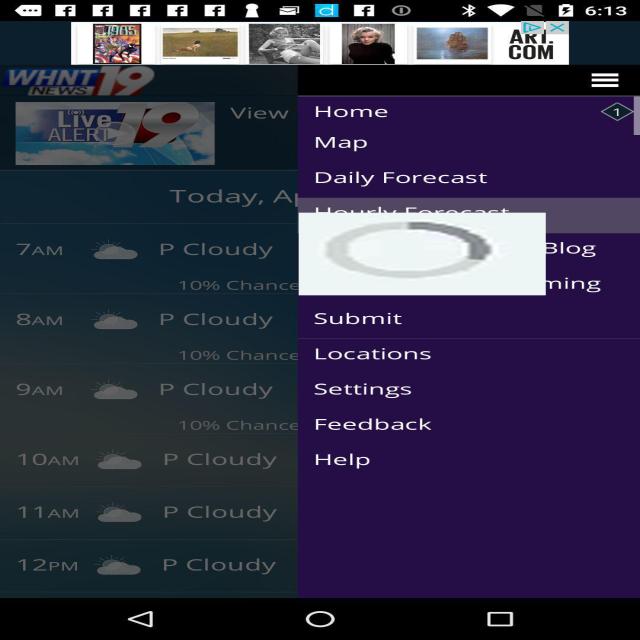 6:13
1905
ART.
COM
WHNT 19
NEWS
Live
ALERT 19
View
Home
1
Map
Daily Forecast
Today, Ap
Hourly Forecast
7AM P Cloudy
Blog
10% Chance
ming
8AM P Cloudy
Submit
10% Chance
Locations
9AM P Cloudy
Settings
10% Chance
Feedback
10AM P Cloudy
Help
11AM P Cloudy
12PM P Cloudy